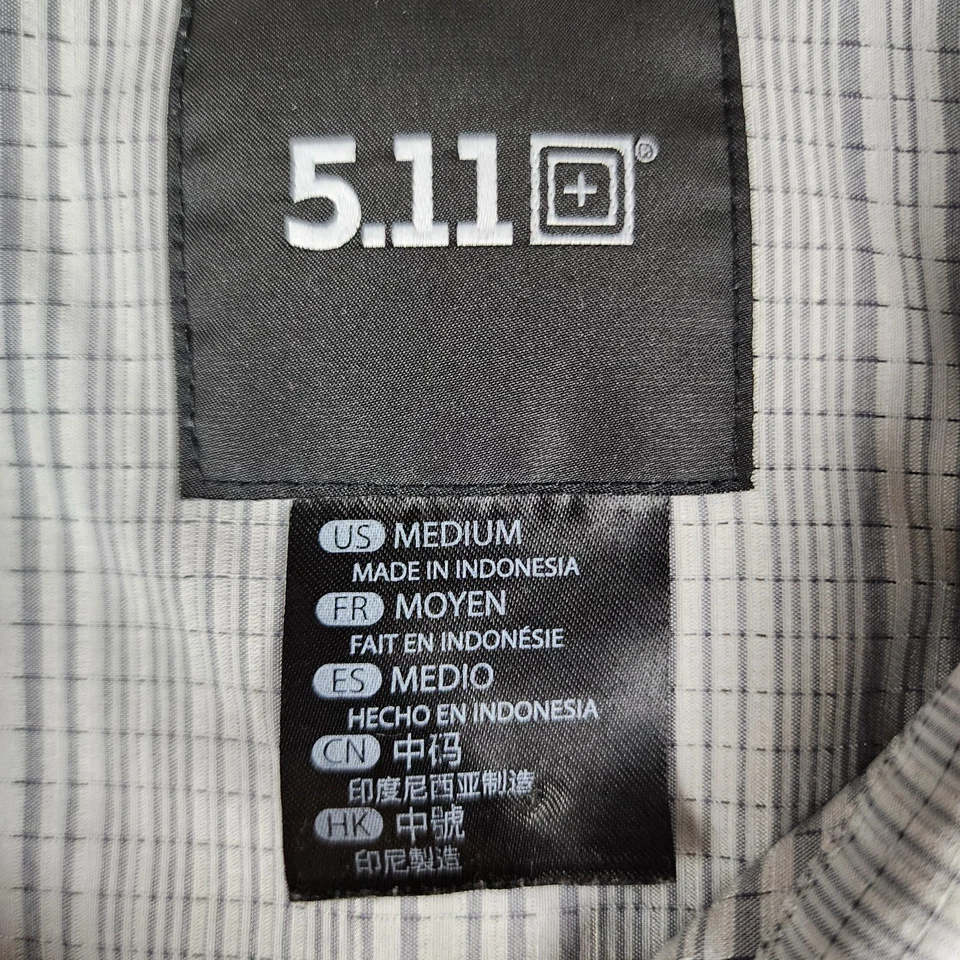 5.11®
US MEDIUM
MADE IN INDONESIA
FR MOYEN
FAIT EN INDONÉSIE
ES MEDIO
HECHO EN INDONESIA
CN 中码
印度尼西亚制造
HK 中號
印尼製造